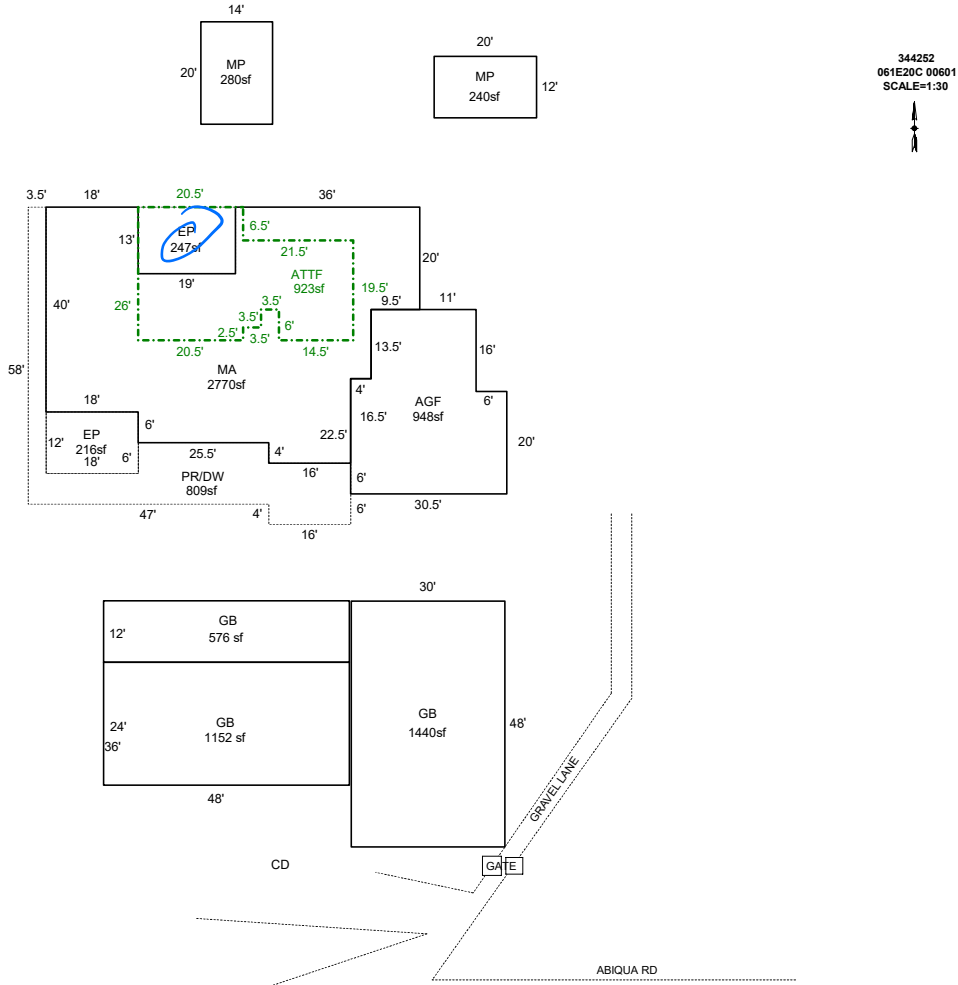 14'
20'
MP
280sf
20'
MP
240sf
12'
344252
061E20C 00601
SCALE=1:30
3.5'
18'
20.5'
36'
13'
EP
247sf
6.5'
21.5'
20'
19'
ATTF
923sf
40'
26'
19.5'
3.5'
9.5'
11'
3.5'
2.5'
3.5'
6'
20.5'
14.5'
13.5'
16'
58'
MA
2770sf
18'
4'
6'
AGF
948sf
16.5'
12'
EP
216sf
18'
6'
6'
25.5'
4'
22.5'
20'
16'
6'
PR/DW
809sf
30.5'
47'
4'
6'
16'
30'
12'
GB
576 sf
24'
36'
GB
1152 sf
GB
1440sf
48'
48'
GRAVEL LANE
CD
GATE
ABIQUA RD